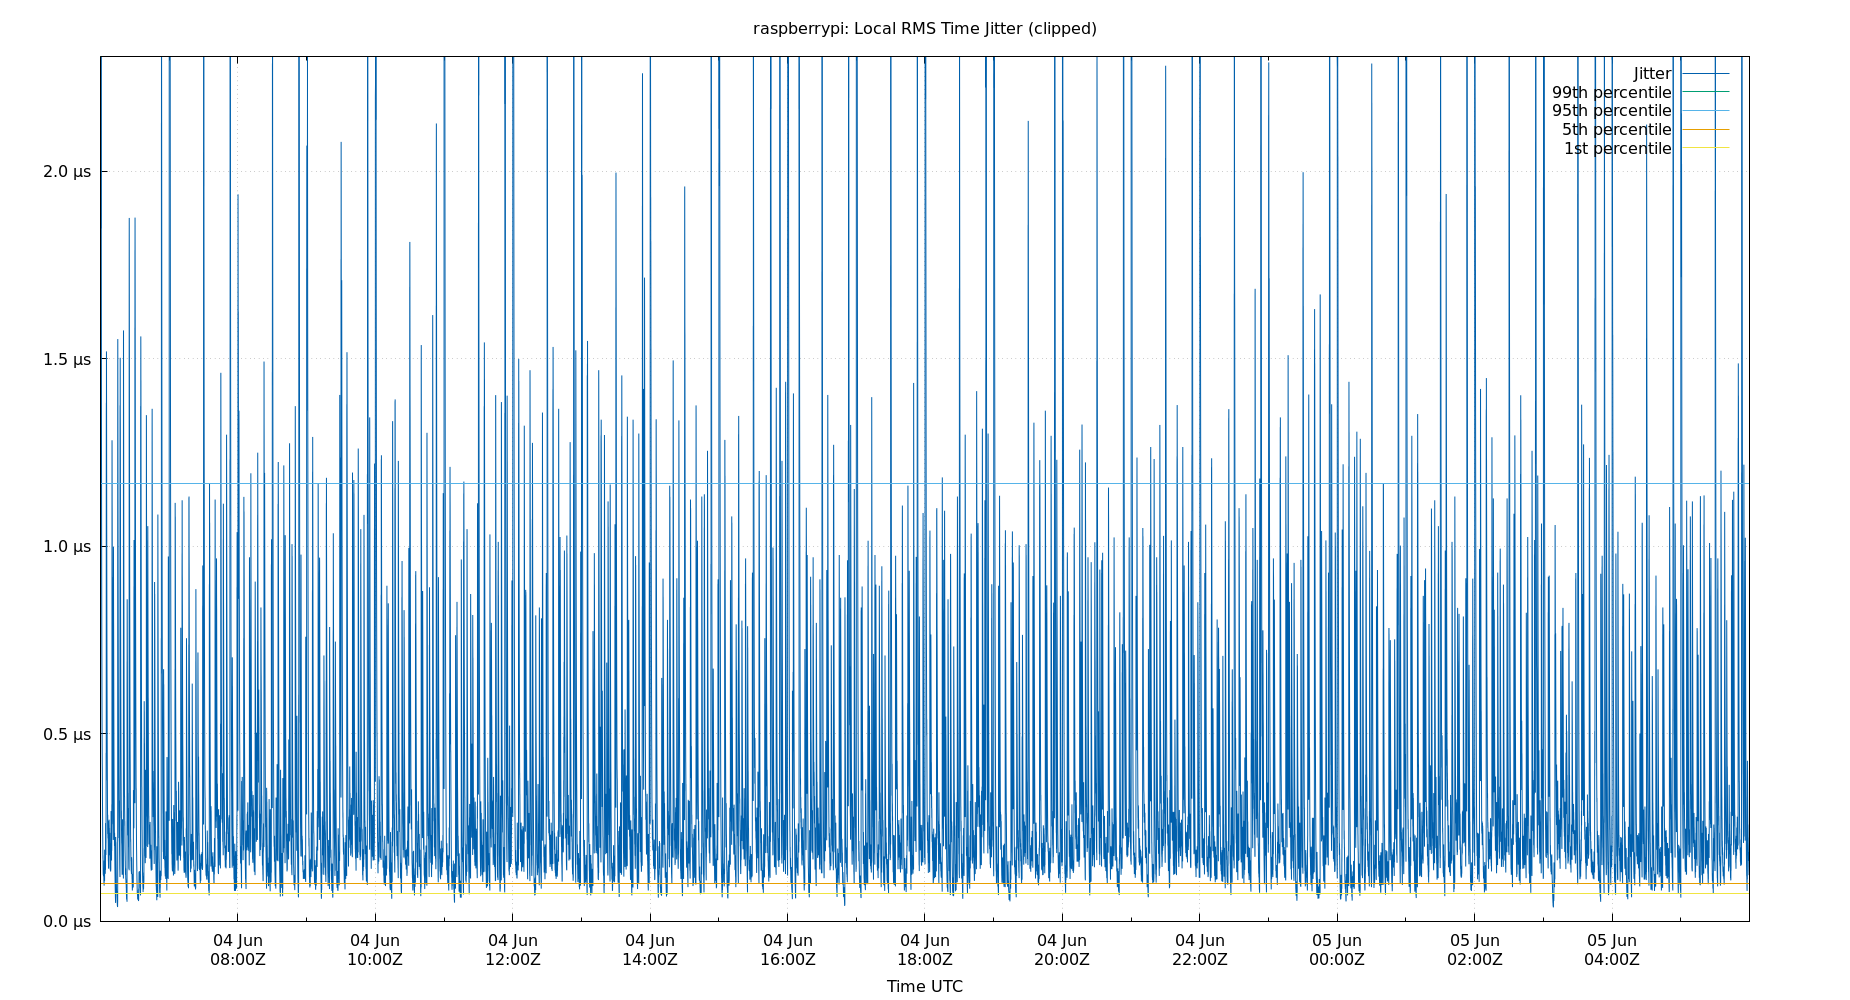 raspberrypi: Local RMS Time Jitter (clipped)
Jitter
99th percentile
95th percentile
5th percentile
1st percentile
2.0 µs
1.5 µs
1.0 µs
0.5 µs
0.0 µs
04 Jun 04 Jun 04 Jun 04 Jun 04 Jun 04 Jun 04 Jun 04 Jun 05 Jun 05 Jun 05 Jun
08:00Z 10:00Z 12:00Z 14:00Z 16:00Z 18:00Z 20:00Z 22:00Z 00:00Z 02:00Z 04:00Z
Time UTC